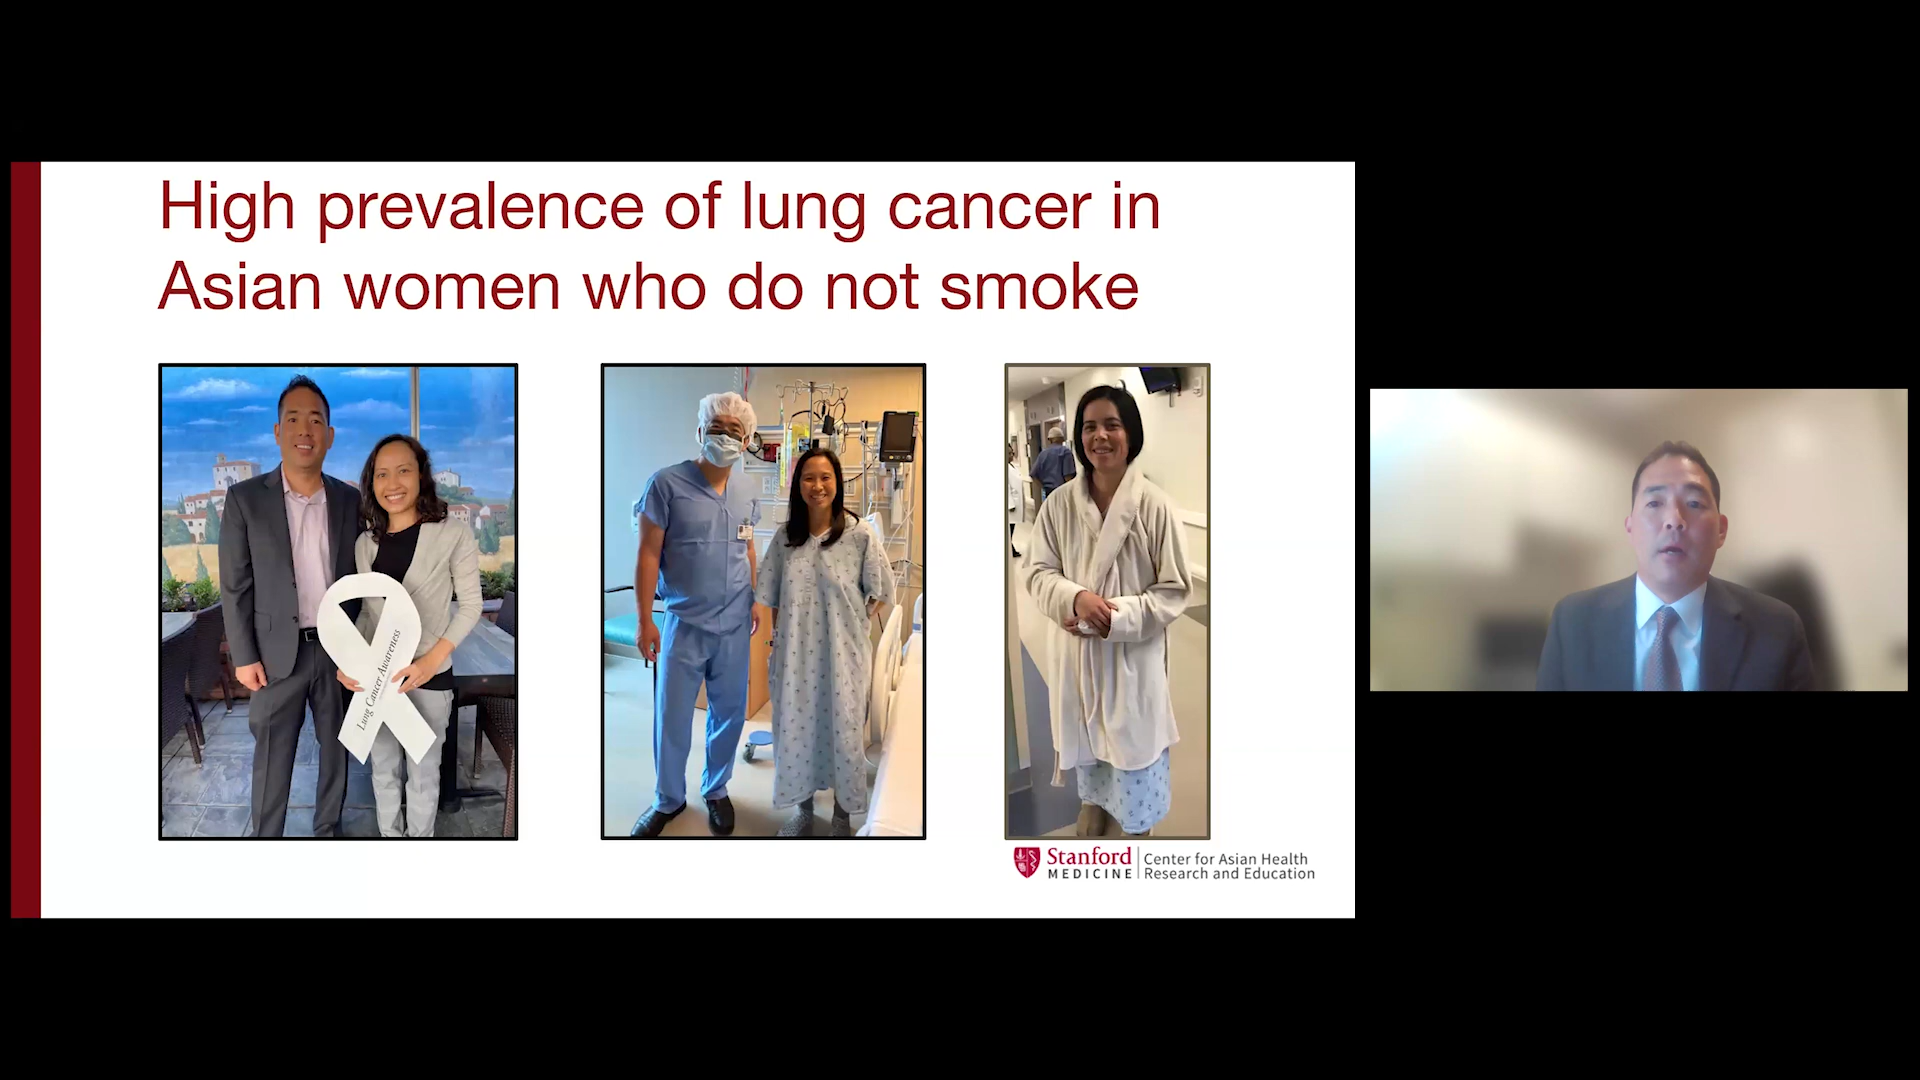 High prevalence of lung cancer in
Asian women who do not smoke
Lung Cancer Awareness
Stanford
MEDICINE
Center for Asian Health
Research and Education